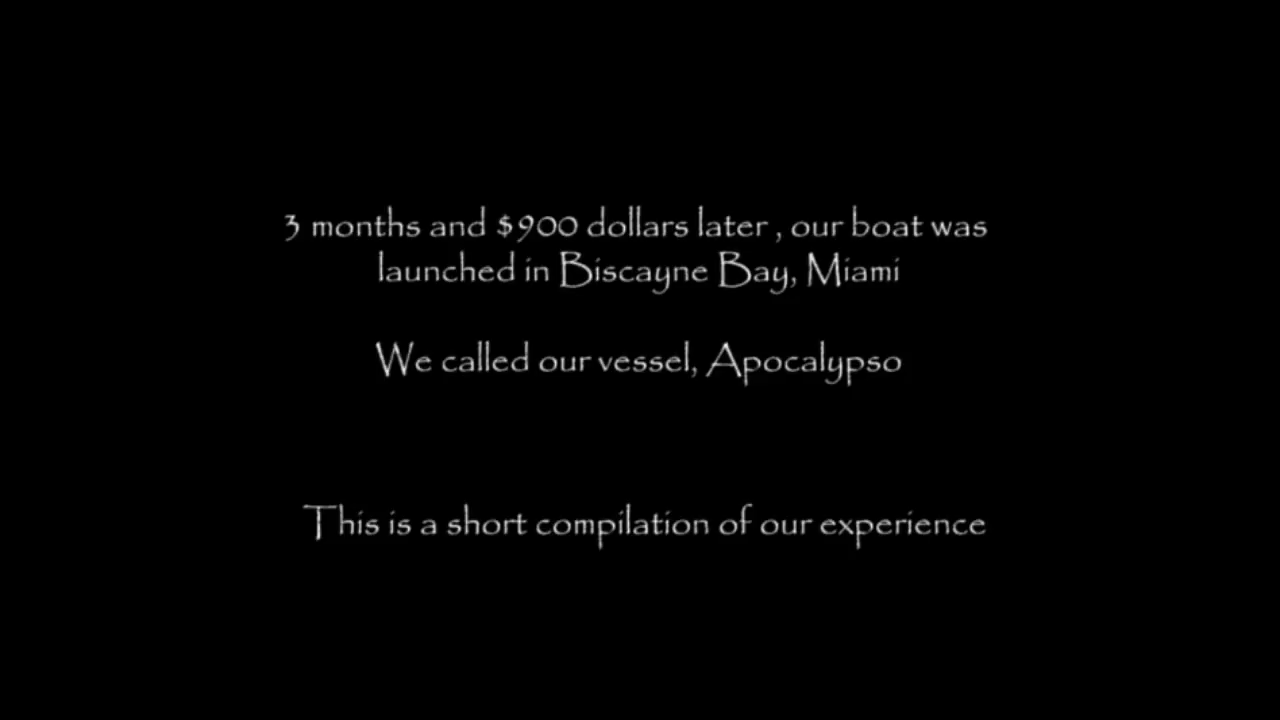 3 months and $900 dollars later , our boat was
launched in Biscayne Bay, Miami
We called our vessel, Apocalypso
This is a short compilation of our experience